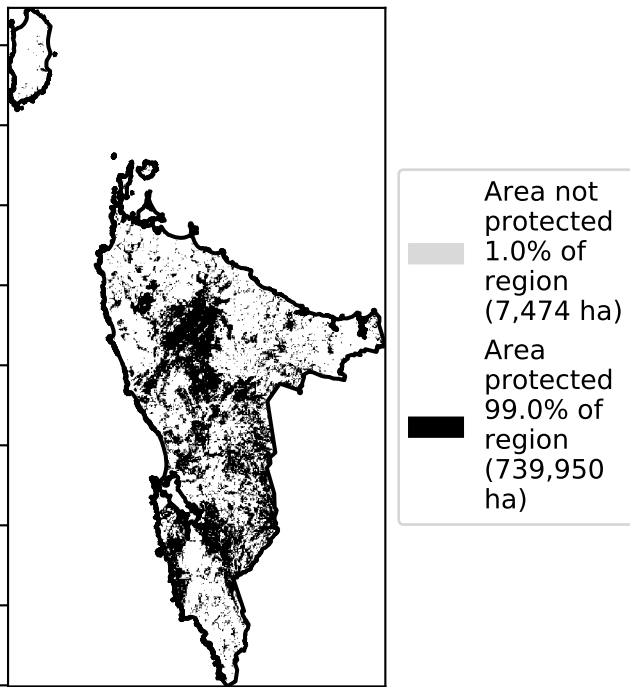 Area not
protected
1.0% of
region
(7,474 ha)
Area
protected
99.0% of
region
(739,950
ha)